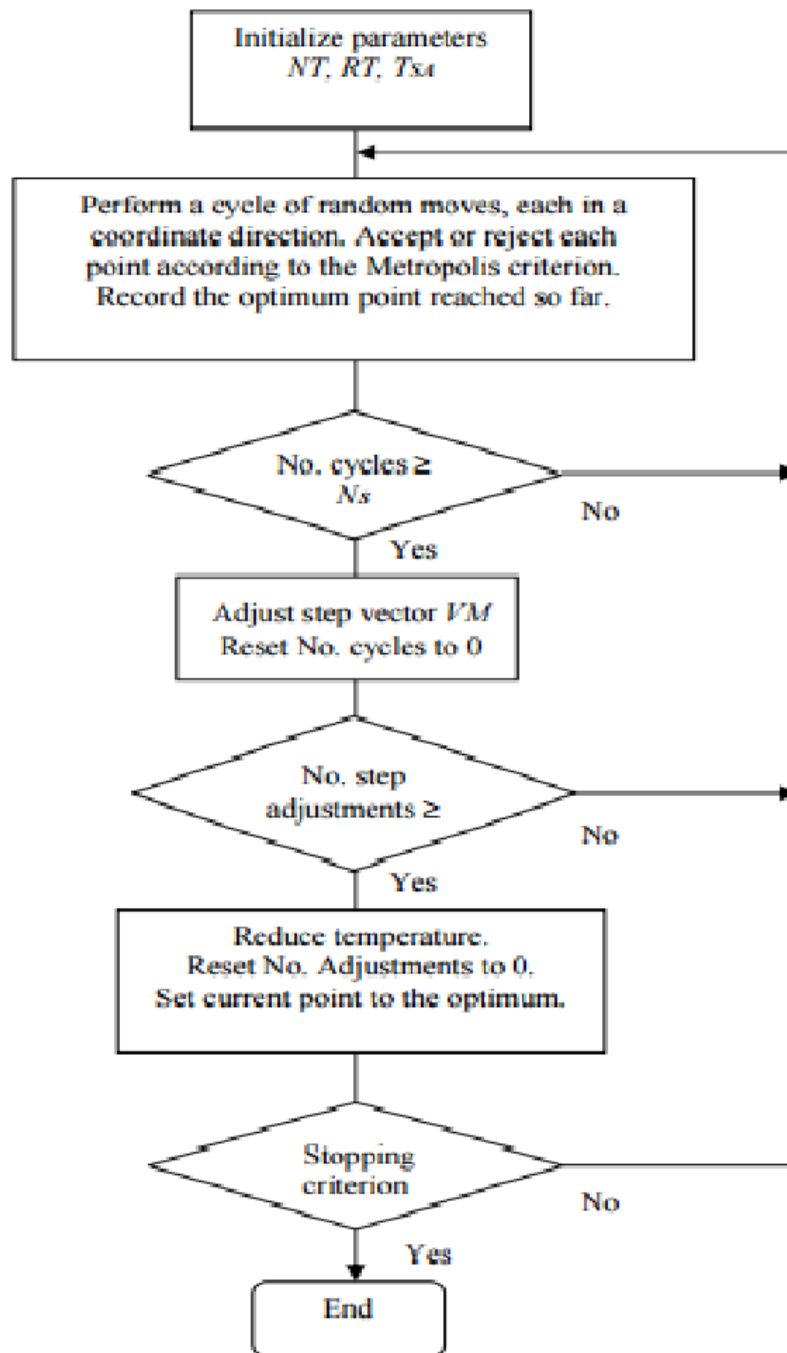 Initialize parameters
NT, RT, TSA
Perform a cycle of random moves, each in a
coordinate direction. Accept or reject each
point according to the Metropolis criterion.
Record the optimum point reached so far.
No. cycles ≥
Ns
No
Yes
Adjust step vector VM
Reset No. cycles to 0
No. step
adjustments ≥
No
Yes
Reduce temperature.
Reset No. Adjustments to 0.
Set current point to the optimum.
Stopping
criterion
No
Yes
End